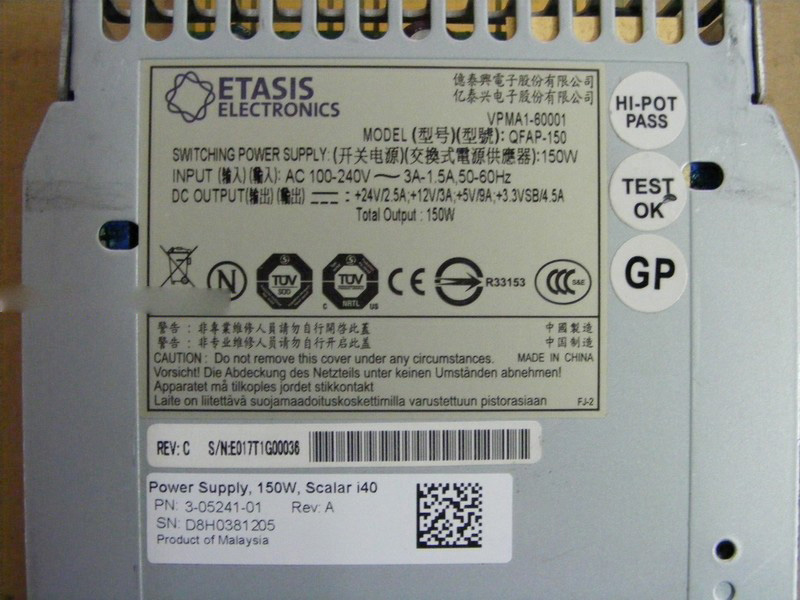 ETASIS
ELECTRONICS
億泰興電子股份有限公司
亿泰兴电子股份有限公司
VPMA1-60001
MODEL (型号)(型號): QFAP-150
SWITCHING POWER SUPPLY: (开关电源)(交換式電源供應器):150W
INPUT (输入) (輸入): AC 100-240V ~ 3A-1.5A,50-60Hz
DC OUTPUT(输出) (輸出) : +24V/2.5A;+12V/3A;+5V/9A;+3.3VSB/4.5A
Total Output : 150W
HI-POT
PASS
TEST
OK
GP
N
TÜV
TÜV
NRTL
C US
CE
R33153
CCC
S&E
警告 : 非專業維修人員請勿自行開啓此蓋
中國製造
警告 : 非专业维修人员请勿自行开启此盖
中国制造
CAUTION : Do not remove this cover under any circumstances.
MADE IN CHINA
Vorsicht! Die Abdeckung des Netzteils unter keinen Umständen abnehmen!
Apparatet må tilkoples jordet stikkontakt
Laite on liitettävä suojamaadoituskoskettimilla varustettuun pistorasiaan
FJ-2
REV: C S/N:E017T1G00036
Power Supply, 150W, Scalar i40
PN: 3-05241-01 Rev: A
SN: D8H0381205
Product of Malaysia